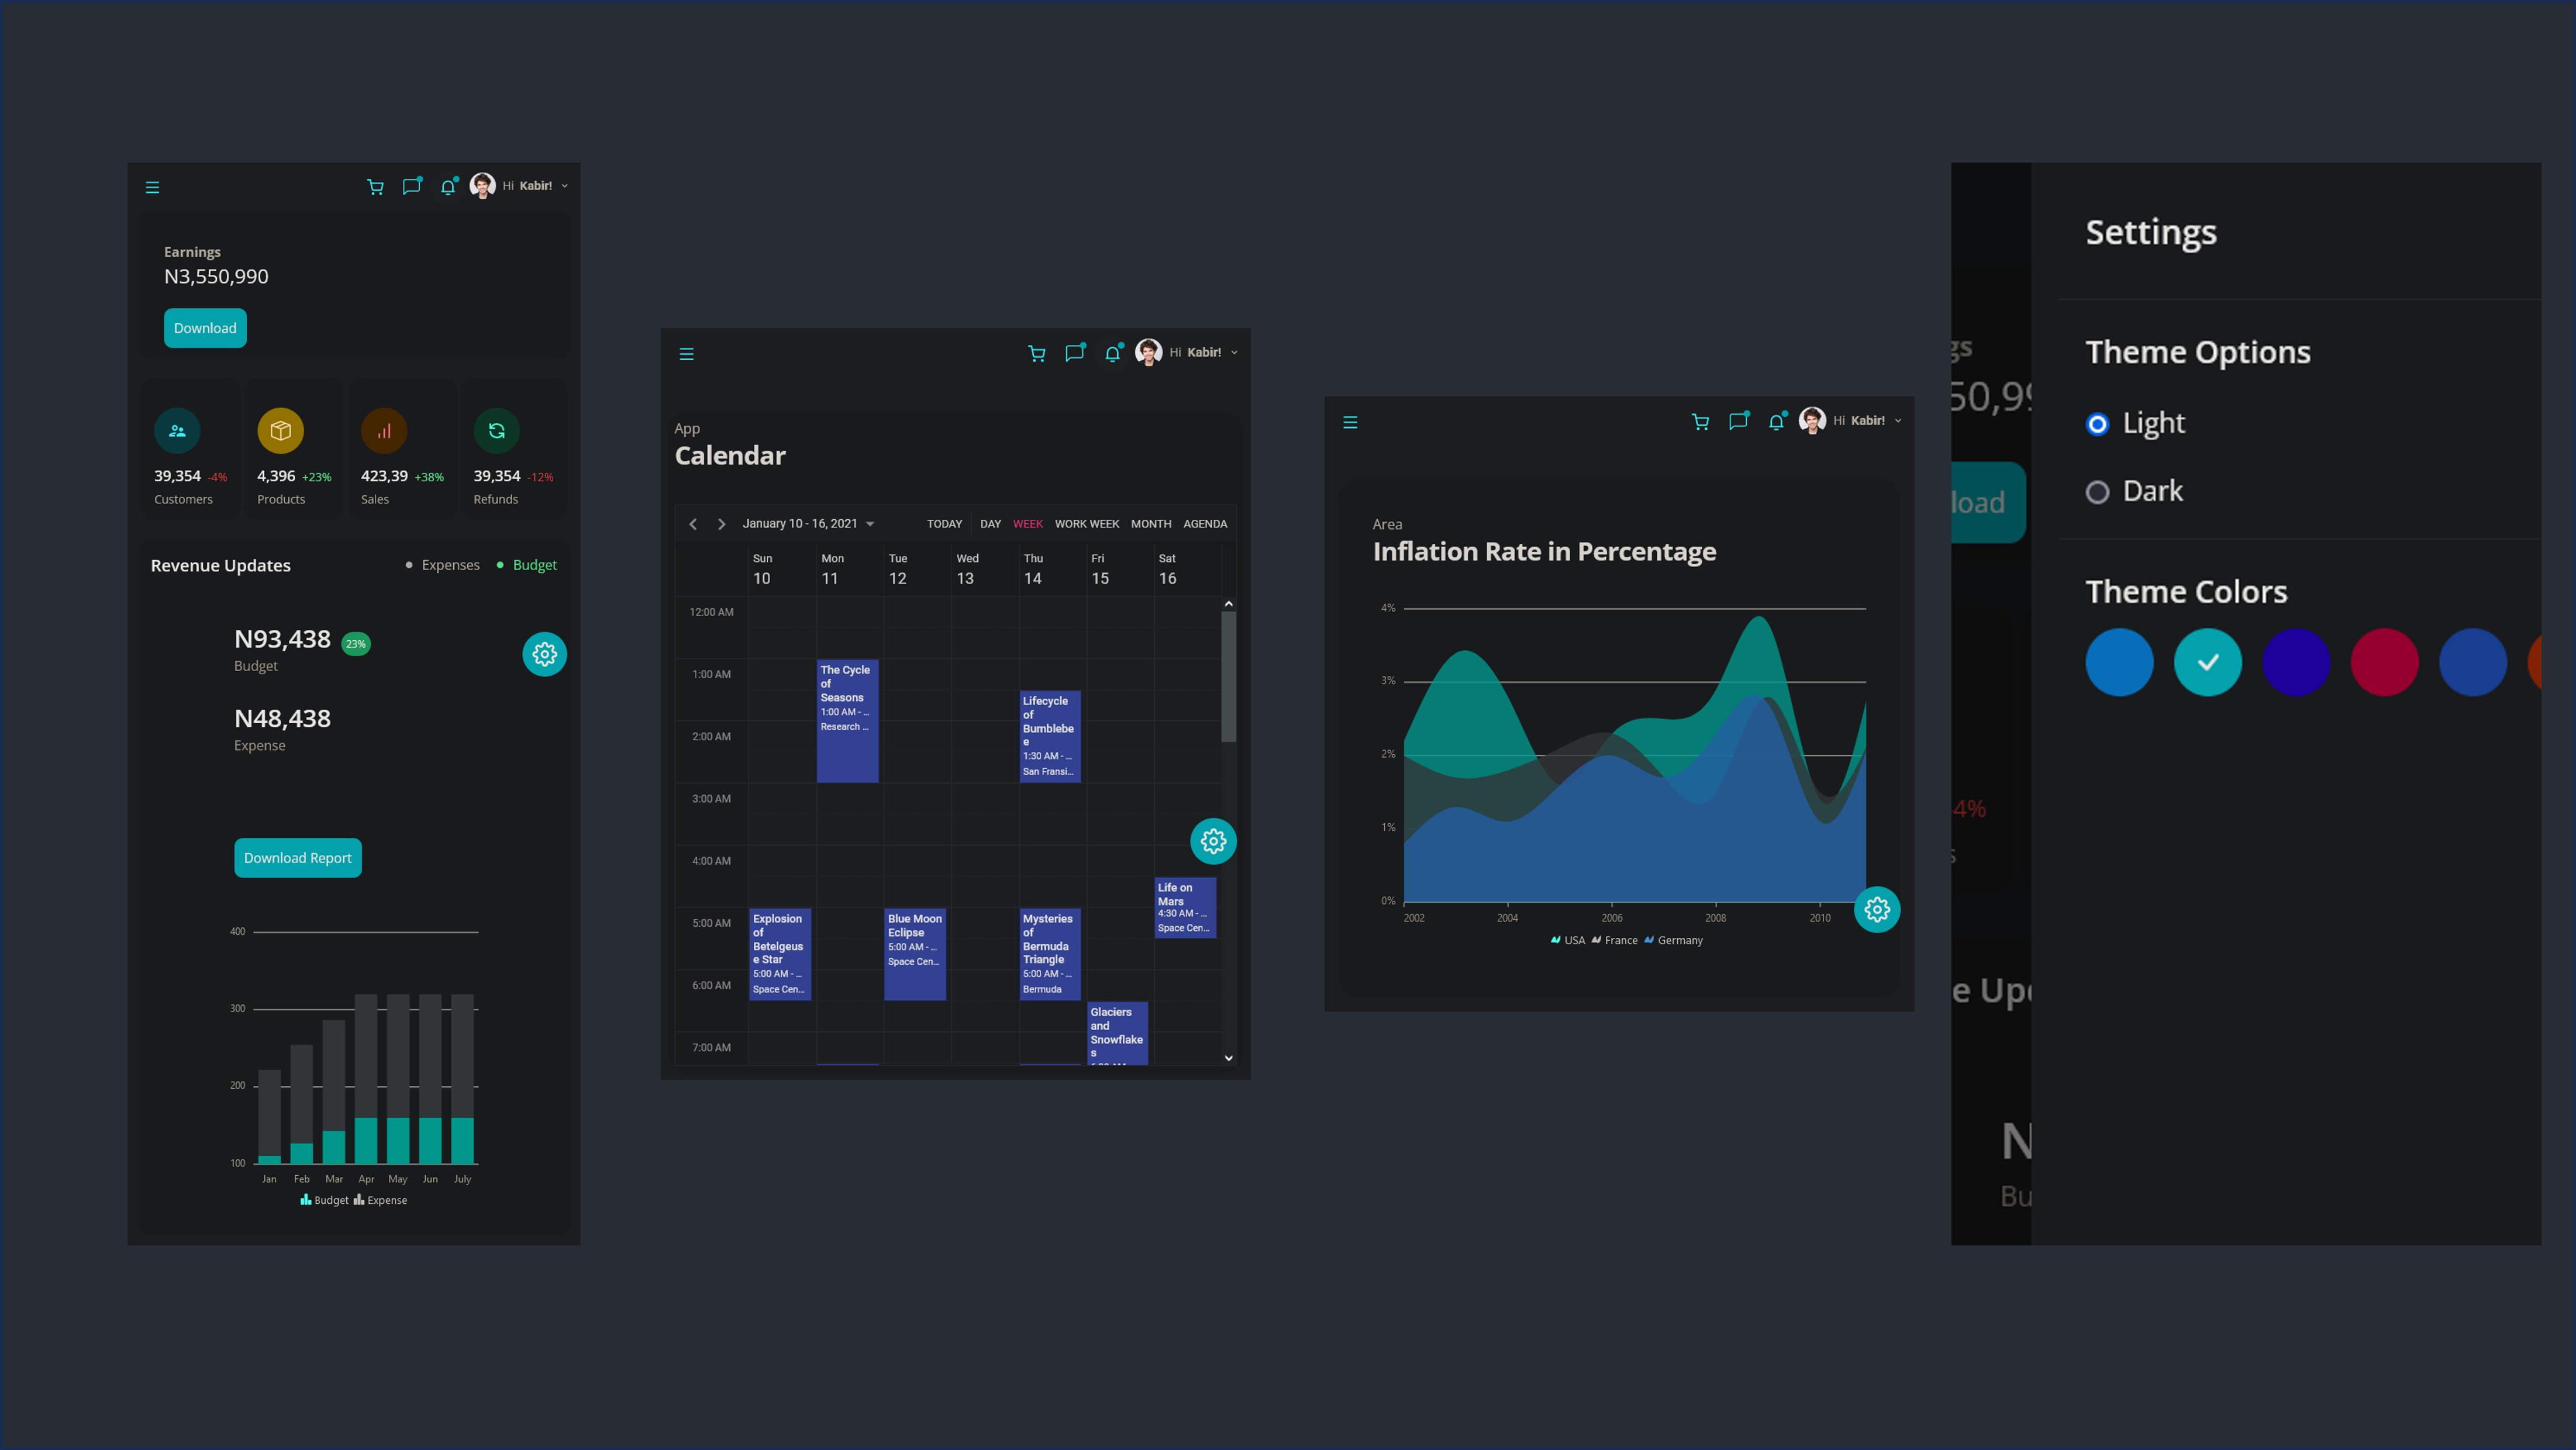 Hi Kabir!
Earnings
N3,550,990
Download
39,354 -4%
Customers
4,396 +23%
Products
423,39 +38%
Sales
39,354 -12%
Refunds
Revenue Updates
Expenses
Budget
N93,438 23%
Budget
N48,438
Expense
Download Report
400
300
200
100
Jan Feb Mar Apr May Jun July
Budget Expense
Hi Kabir!
App
Calendar
January 10 - 16, 2021
TODAY DAY WEEK WORK WEEK MONTH AGENDA
Sun Mon Tue Wed Thu Fri Sat
10 11 12 13 14 15 16
12:00 AM
1:00 AM
2:00 AM
3:00 AM
4:00 AM
5:00 AM
6:00 AM
7:00 AM
The Cycle
of
Seasons
1:00 AM - ...
Research ...
Lifecycle
of
Bumblebe
e
1:30 AM - ...
San Fransi...
Life on
Mars
4:30 AM - ...
Space Cen...
Explosion
of
Betelgeus
e Star
5:00 AM - ...
Space Cen...
Blue Moon
Eclipse
5:00 AM - ...
Space Cen...
Mysteries
of
Bermuda
Triangle
5:00 AM - ...
Bermuda
Glaciers
and
Snowflake
s
Hi Kabir!
Area
Inflation Rate in Percentage
4%
3%
2%
1%
0%
2002 2004 2006 2008 2010
USA France Germany
gs
50,99
load
4%
s
e Upd
N
Bu
Settings
Theme Options
Light
Dark
Theme Colors